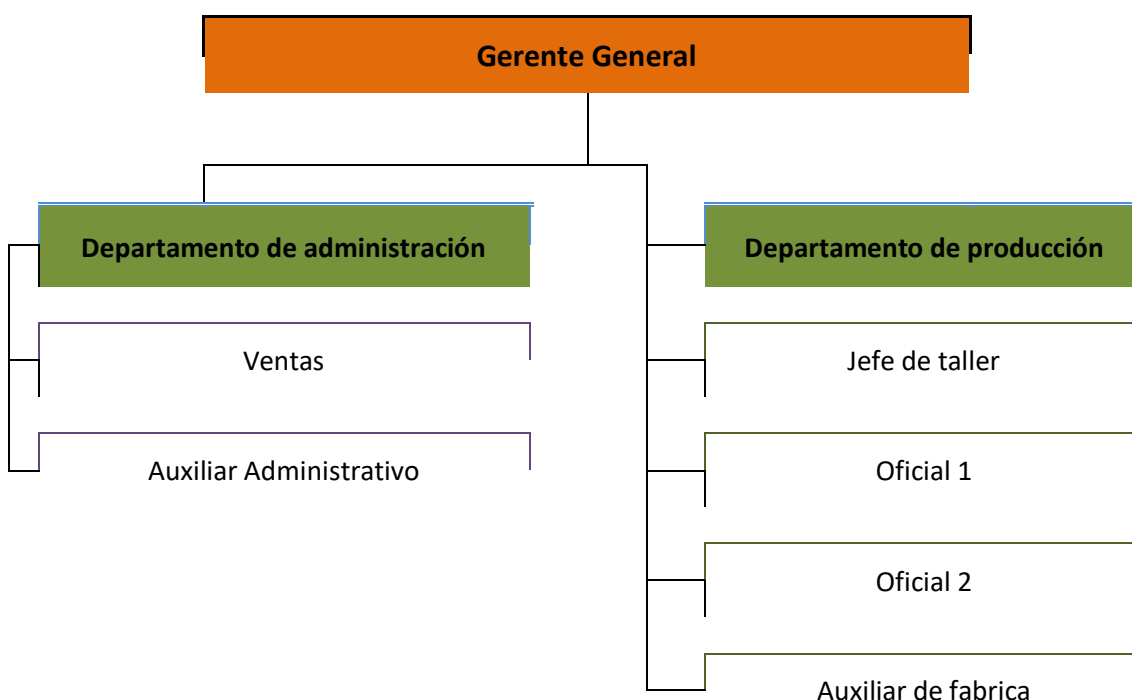 Gerente General
Departamento de administración
Departamento de producción
Ventas
Jefe de taller
Auxiliar Administrativo
Oficial 1
Oficial 2
Auxiliar de fabrica